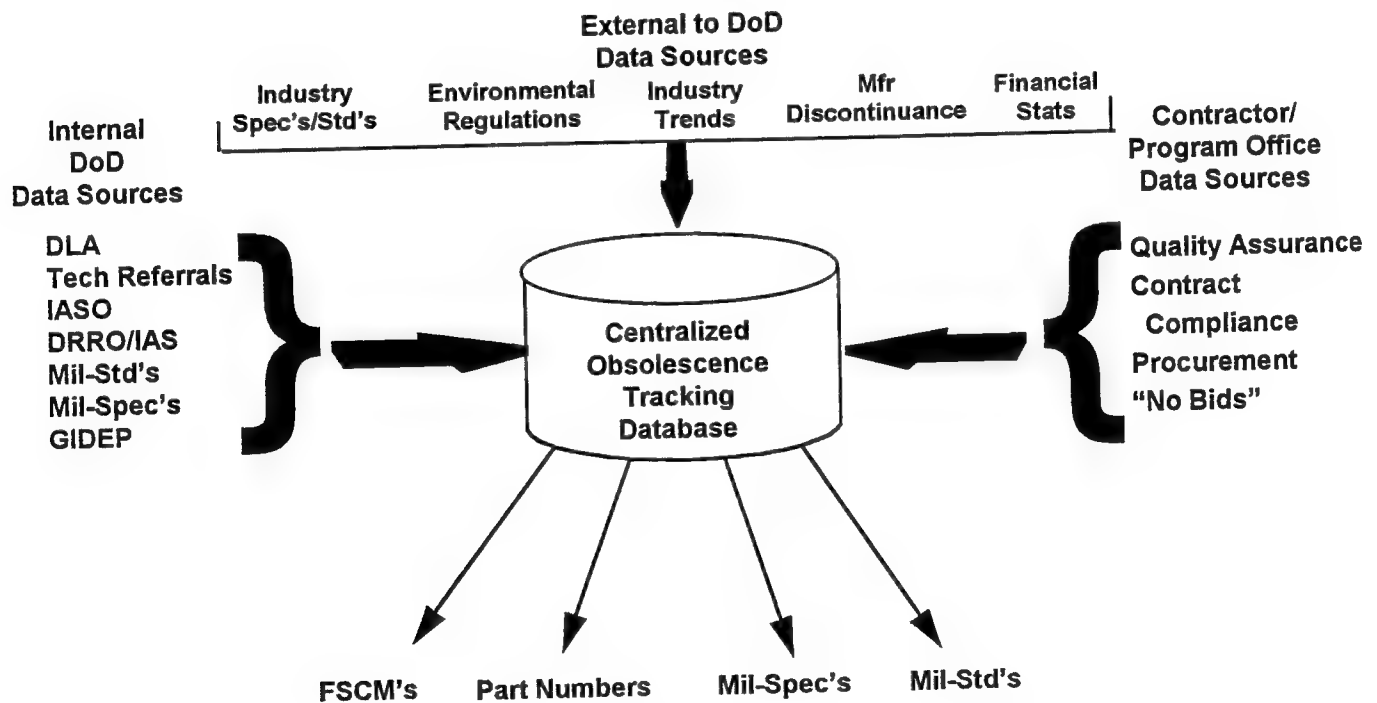 External to DoD
Data Sources
Industry
Spec's/Std's
Environmental
Regulations
Industry
Trends
Mfr
Discontinuance
Financial
Stats
Internal
DoD
Data Sources
DLA
Tech Referrals
IASO
DRRO/IAS
Mil-Std's
Mil-Spec's
GIDEP
Centralized
Obsolescence
Tracking
Database
Contractor/
Program Office
Data Sources
Quality Assurance
Contract
Compliance
Procurement
“No Bids”
FSCM's
Part Numbers
Mil-Spec's
Mil-Std's